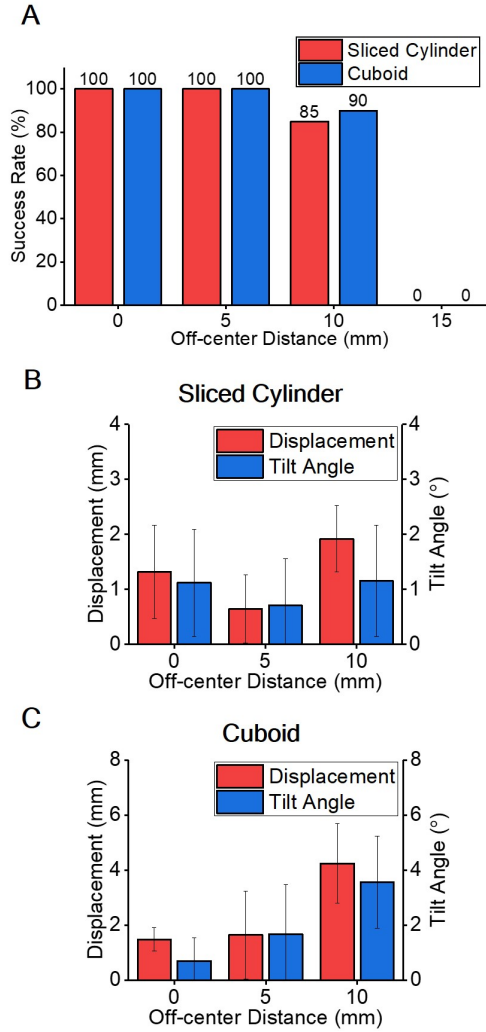 A
Sliced Cylinder
Cuboid
Success Rate (%)
100
80
60
40
20
0
100 100 100 100 85 90 0 0
0 5 10 15
Off-center Distance (mm)
B
Sliced Cylinder
Displacement
Tilt Angle
Displacement (mm)
4
3
2
1
0
4
3
2
1
0
Tilt Angle (°)
0 5 10
Off-center Distance (mm)
C
Cuboid
Displacement
Tilt Angle
Displacement (mm)
8
6
4
2
0
8
6
4
2
0
Tilt Angle (°)
0 5 10
Off-center Distance (mm)